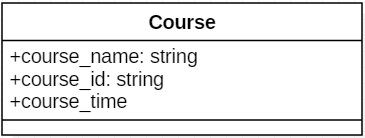 Course
+course_name: string
+course_id: string
+course_time